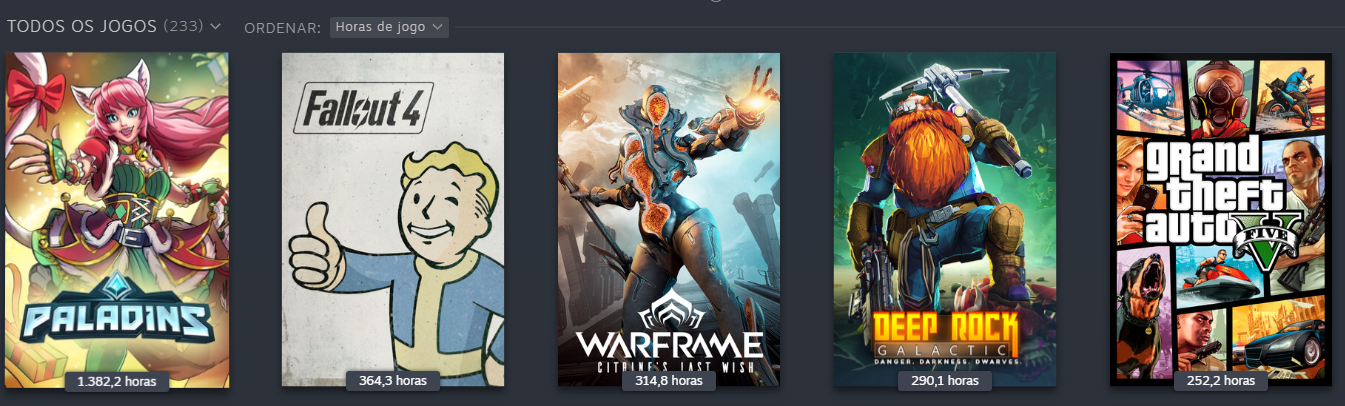 TODOS OS JOGOS (233)
ORDENAR: Horas de jogo
PALADINS
1.382,2 horas
Fallout 4
364,3 horas
WARFRAME
CITRINE'S LAST WISH
314,8 horas
DEEP ROCK
GALACTIC
DANGER. DARKNESS. DWARVES.
290,1 horas
grand
theft
auto V
FIVE
252,2 horas